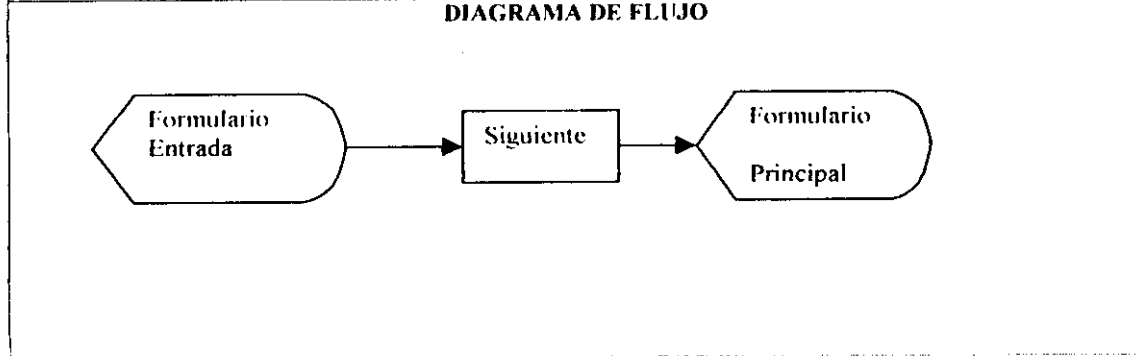 DIAGRAMA DE FLUJO
Formulario
Entrada
Siguiente
Formulario
Principal